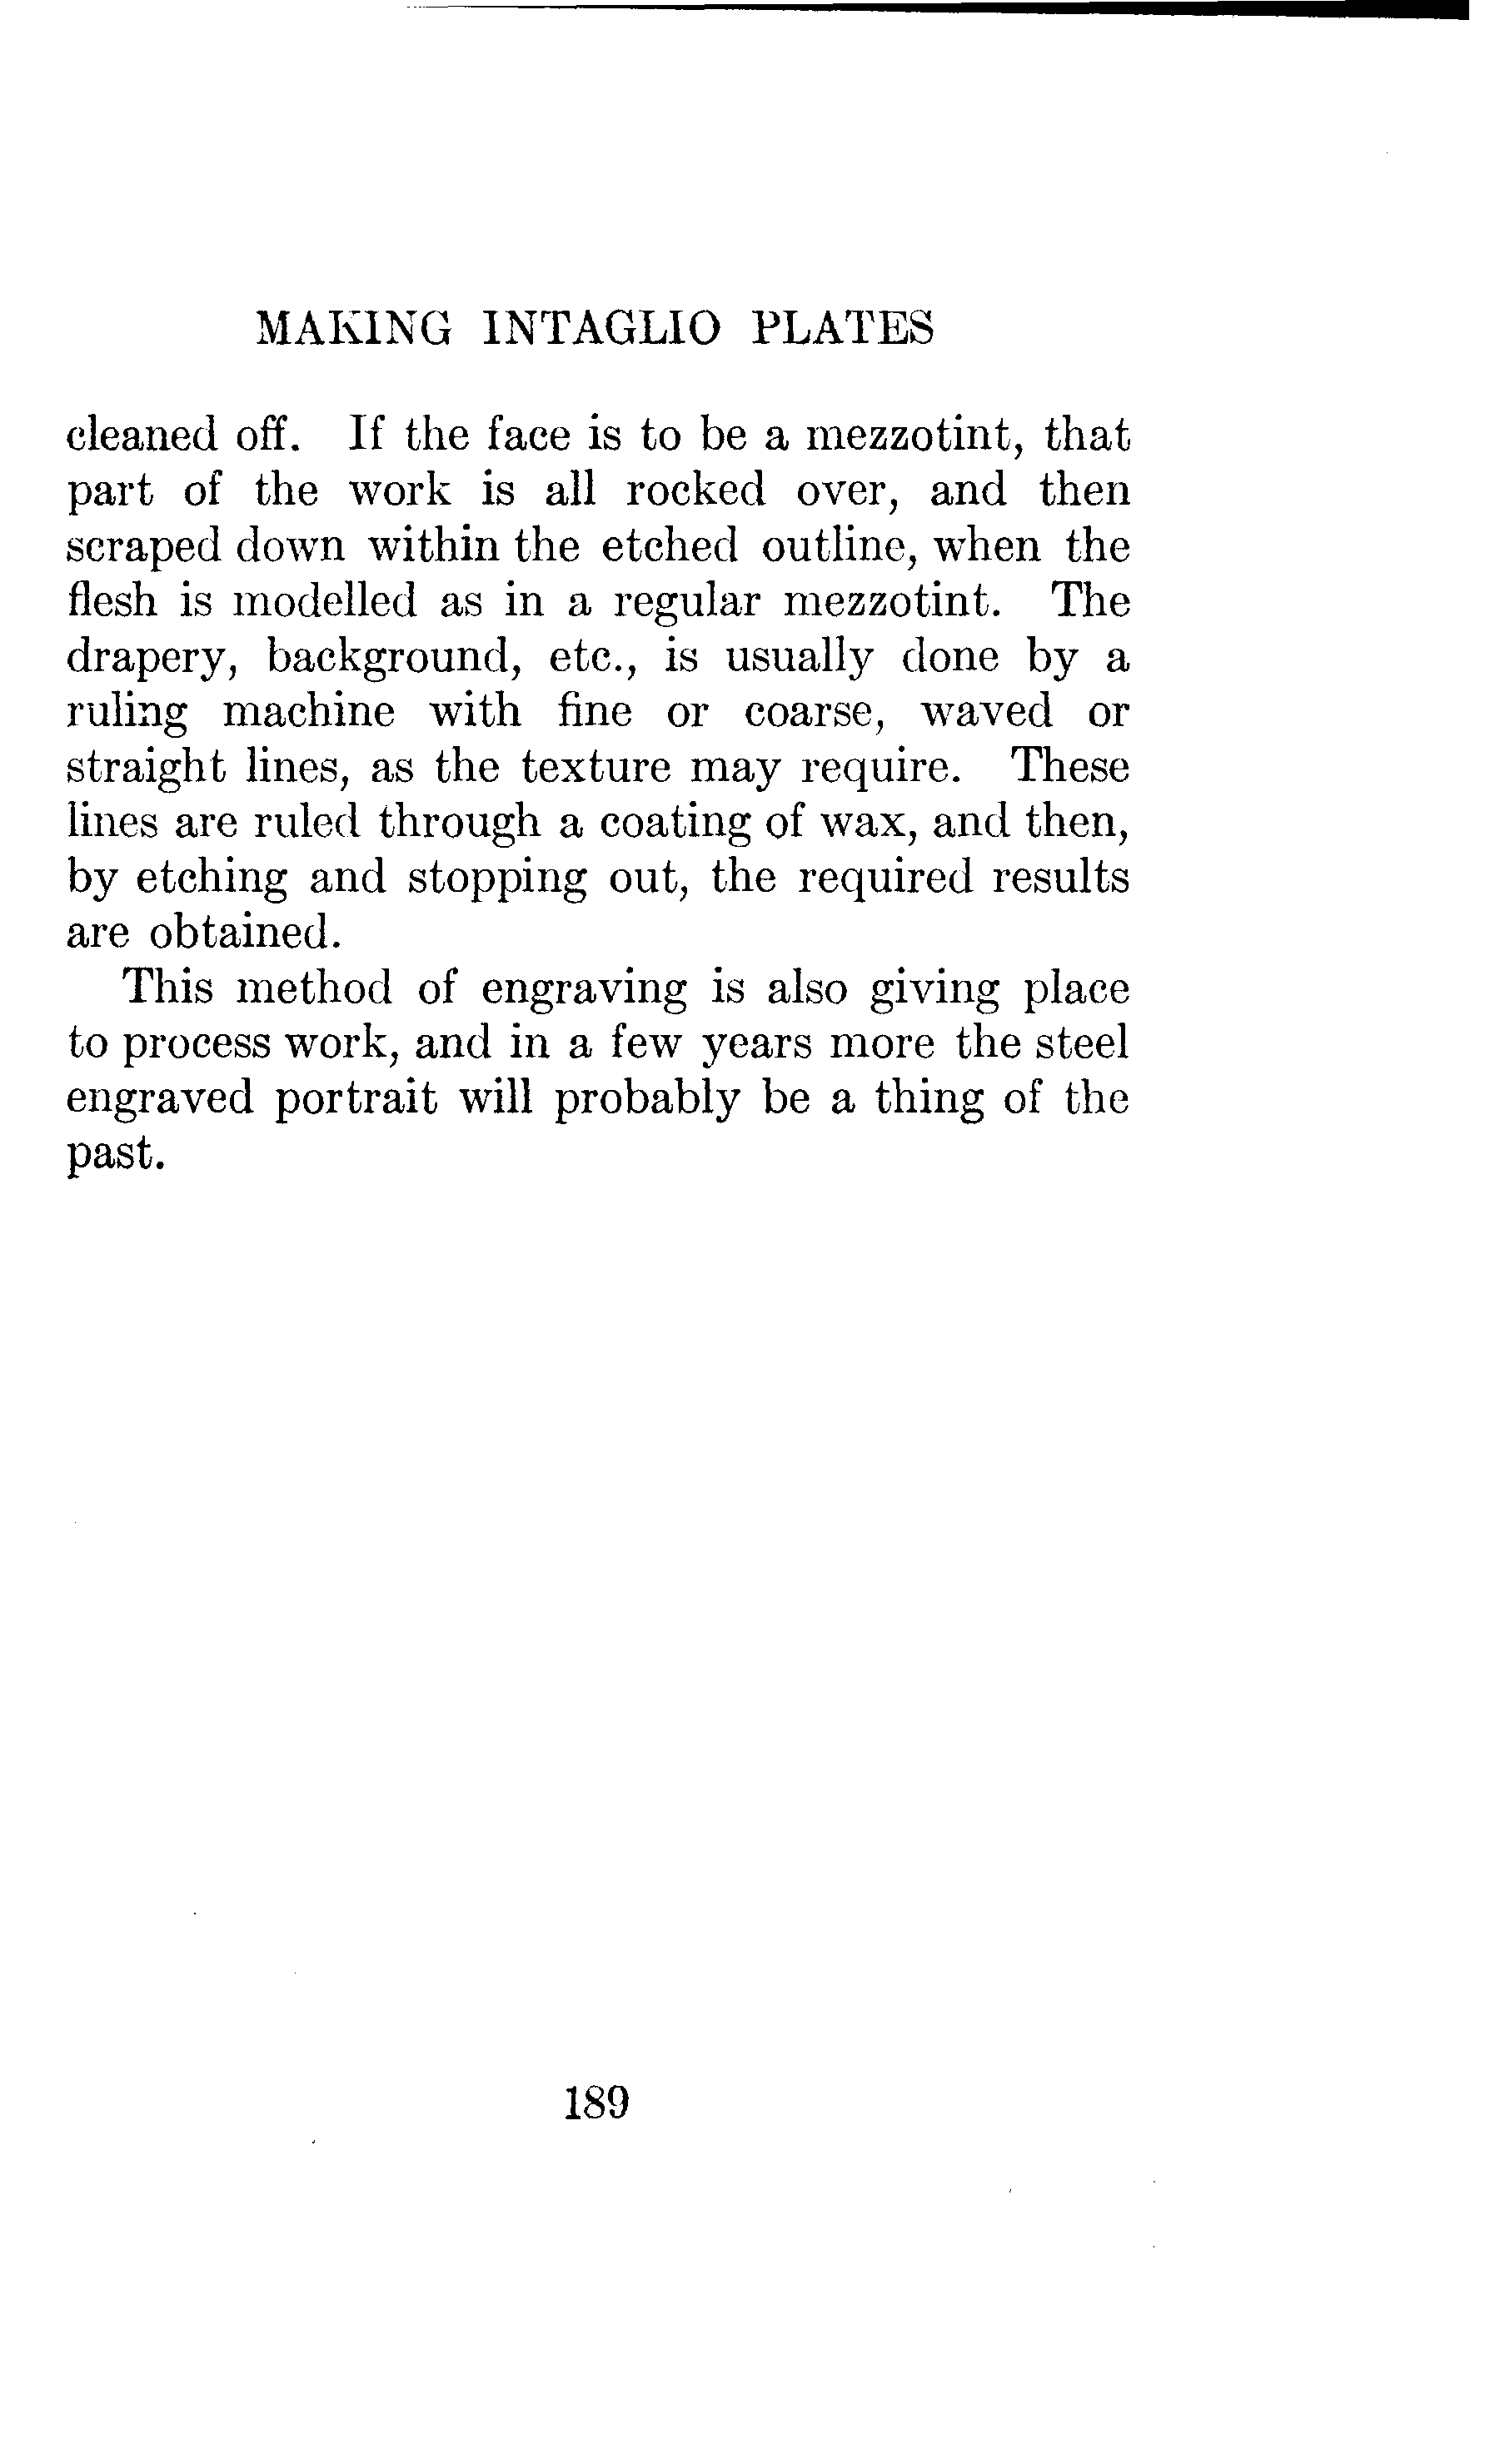 MAKING INTAGLIO PLATES
cleaned off. If the face is to be a mezzotint, that
part of the work is all rocked over, and then
scraped down within the etched outline, when the
flesh is modelled as in a regular mezzotint. The
drapery, background, etc., is usually done by a
ruling machine with fine or coarse, waved or
straight lines, as the texture may require. These
lines are ruled through a coating of wax, and then,
by etching and stopping out, the required results
are obtained.
This method of engraving is also giving place
to process work, and in a few years more the steel
engraved portrait will probably be a thing of the
past.
189